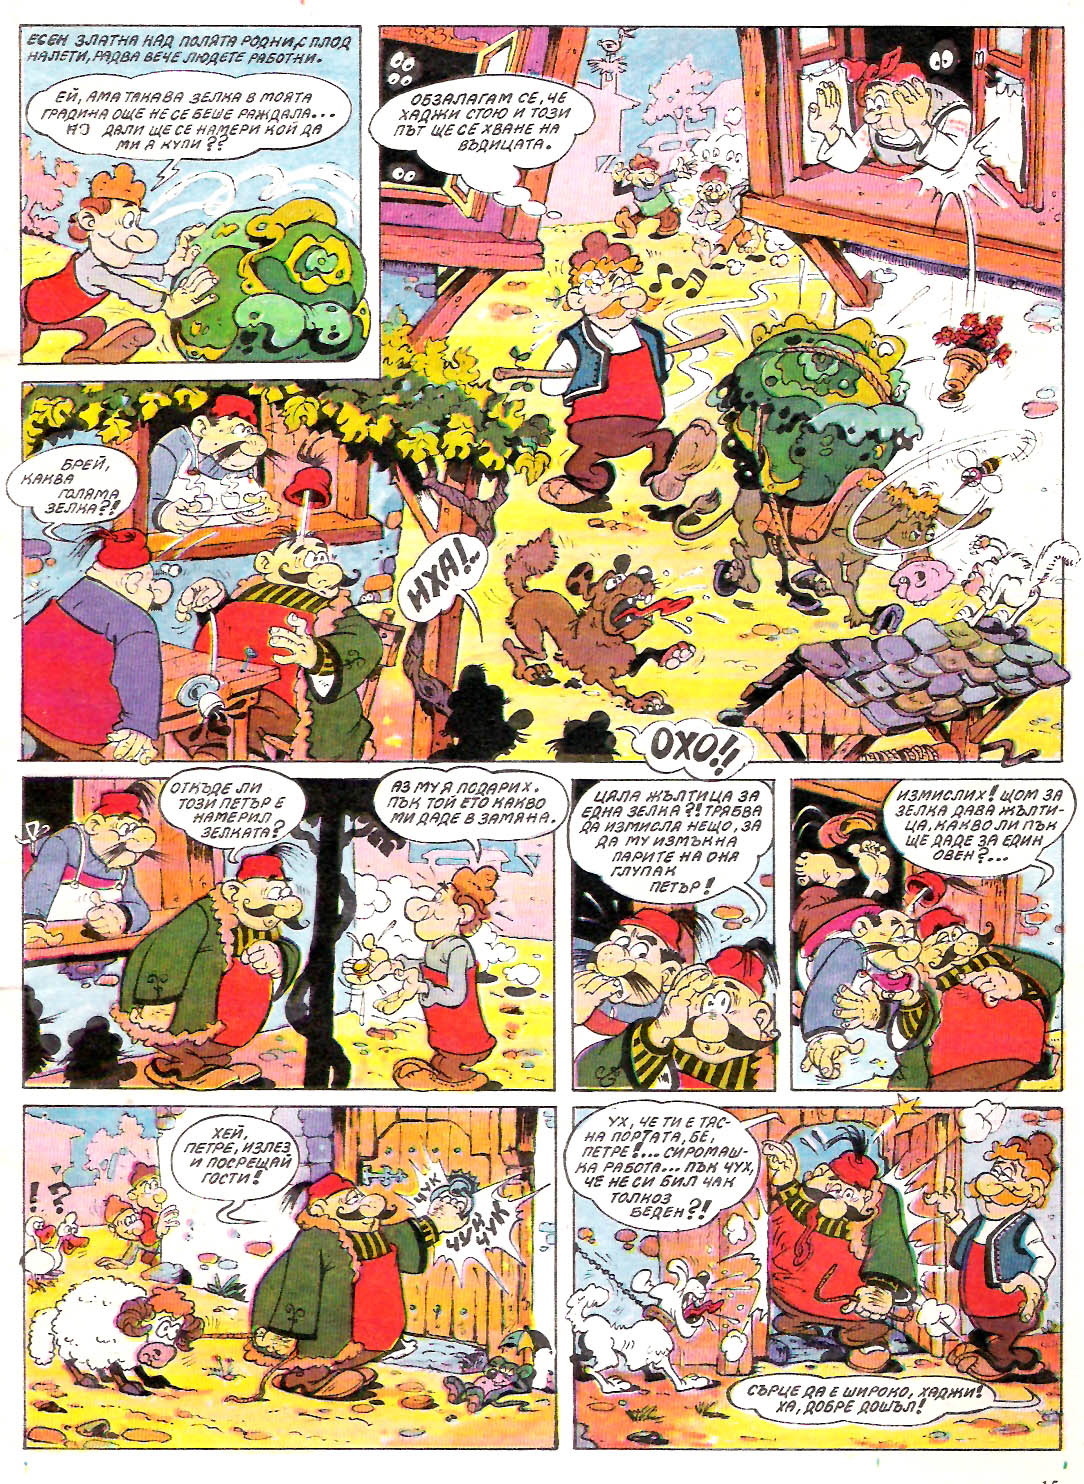 ЕСЕН ЗЛАТНА НАД ПОЛЯТА РОДНИ, С ПЛОД
НАЛЕТИ, РАДВА ВЕЧЕ ЛЮДЕТЕ РАБОТНИ.
ЕЙ, АМА ТАКАВА ЗЕЛКА В МОЯТА
ГРАДИНА ОЩЕ НЕ СЕ БЕШЕ РАЖДАЛА...
НО ДАЛИ ЩЕ СЕ НАМЕРИ КОЙ ДА
МИ Я КУПИ??
ОБЗАЛАГАМ СЕ, ЧЕ
ХАДЖИ СТОЮ И ТОЗИ
ПЪТ ЩЕ СЕ ХВАНЕ НА
ВЪДИЦАТА.
БРЕЙ,
КАКВА
ГОЛЯМА
ЗЕЛКА?!
ИХА!..
ОХО!!
ОТКЪДЕ ЛИ
ТОЗИ ПЕТЪР Е
НАМЕРИЛ
ЗЕЛКАТА?
АЗ МУ Я ПОДАРИХ.
ПЪК ТОЙ ЕТО КАКВО
МИ ДАДЕ В ЗАМЯНА.
ЦЯЛА ЖЪЛТИЦА ЗА
ЕДНА ЗЕЛКА?! ТРЯБВА
ДА ИЗМИСЛЯ НЕЩО, ЗА
ДА МУ ИЗМЪКНА
ПАРИТЕ НА ОНЯ
ГЛУПАК
ПЕТЪР!
ИЗМИСЛИХ! ЩОМ ЗА
ЗЕЛКА ДАВА ЖЪЛТИ-
ЦА, КАКВО ЛИ ПЪК
ЩЕ ДАДЕ ЗА ЕДИН
ОВЕН?...
!?
ХЕЙ,
ПЕТРЕ, ИЗЛЕЗ
И ПОСРЕЩАЙ
ГОСТИ!
ЧУК
ЧУК
ЧУК
УХ, ЧЕ ТИ Е ТЯС-
НА ПОРТАТА, БЕ,
ПЕТРЕ!... СИРОМАШ-
КА РАБОТА... ПЪК ЧУХ,
ЧЕ НЕ СИ БИЛ ЧАК
ТОЛКОЗ
БЕДЕН?!
СЪРЦЕ ДА Е ШИРОКО, ХАДЖИ!
ХА, ДОБРЕ ДОШЪЛ!